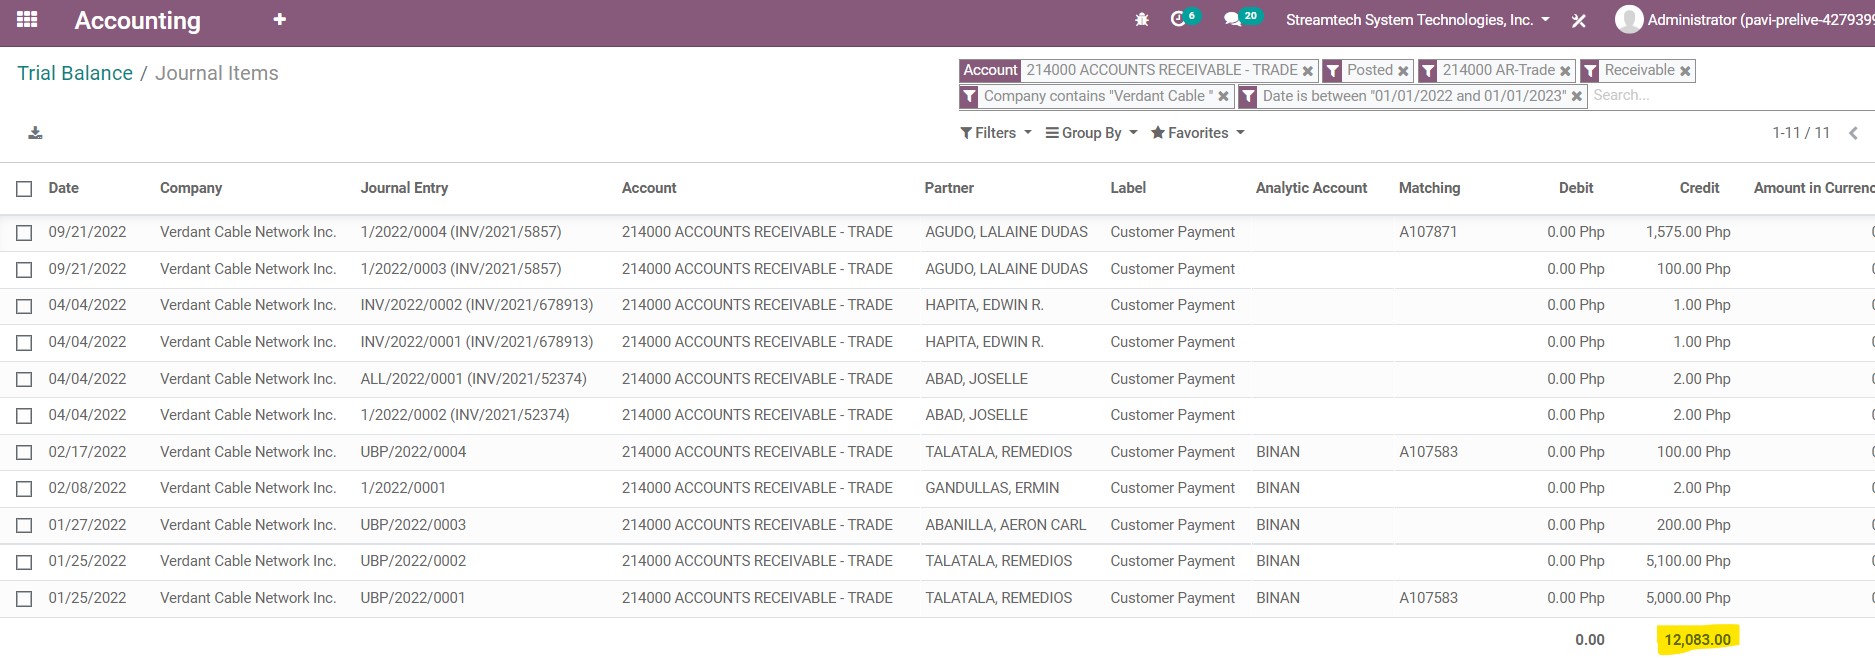 Accounting + 6 20 Streamtech System Technologies, Inc. Administrator (pavi-prelive-4279399
Trial Balance / Journal Items
Account 214000 ACCOUNTS RECEIVABLE - TRADE Posted 214000 AR-Trade Receivable
Company contains "Verdant Cable " Date is between "01/01/2022 and 01/01/2023" Search...
Filters Group By Favorites 1-11 / 11
Date Company Journal Entry Account Partner Label Analytic Account Matching Debit Credit Amount in Currenc
09/21/2022 Verdant Cable Network Inc. 1/2022/0004 (INV/2021/5857) 214000 ACCOUNTS RECEIVABLE - TRADE AGUDO, LALAINE DUDAS Customer Payment A107871 0.00 Php 1,575.00 Php
09/21/2022 Verdant Cable Network Inc. 1/2022/0003 (INV/2021/5857) 214000 ACCOUNTS RECEIVABLE - TRADE AGUDO, LALAINE DUDAS Customer Payment 0.00 Php 100.00 Php
04/04/2022 Verdant Cable Network Inc. INV/2022/0002 (INV/2021/678913) 214000 ACCOUNTS RECEIVABLE - TRADE HAPITA, EDWIN R. Customer Payment 0.00 Php 1.00 Php
04/04/2022 Verdant Cable Network Inc. INV/2022/0001 (INV/2021/678913) 214000 ACCOUNTS RECEIVABLE - TRADE HAPITA, EDWIN R. Customer Payment 0.00 Php 1.00 Php
04/04/2022 Verdant Cable Network Inc. ALL/2022/0001 (INV/2021/52374) 214000 ACCOUNTS RECEIVABLE - TRADE ABAD, JOSELLE Customer Payment 0.00 Php 2.00 Php
04/04/2022 Verdant Cable Network Inc. 1/2022/0002 (INV/2021/52374) 214000 ACCOUNTS RECEIVABLE - TRADE ABAD, JOSELLE Customer Payment 0.00 Php 2.00 Php
02/17/2022 Verdant Cable Network Inc. UBP/2022/0004 214000 ACCOUNTS RECEIVABLE - TRADE TALATALA, REMEDIOS Customer Payment BINAN A107583 0.00 Php 100.00 Php
02/08/2022 Verdant Cable Network Inc. 1/2022/0001 214000 ACCOUNTS RECEIVABLE - TRADE GANDULLAS, ERMIN Customer Payment BINAN 0.00 Php 2.00 Php
01/27/2022 Verdant Cable Network Inc. UBP/2022/0003 214000 ACCOUNTS RECEIVABLE - TRADE ABANILLA, AERON CARL Customer Payment BINAN 0.00 Php 200.00 Php
01/25/2022 Verdant Cable Network Inc. UBP/2022/0002 214000 ACCOUNTS RECEIVABLE - TRADE TALATALA, REMEDIOS Customer Payment BINAN 0.00 Php 5,100.00 Php
01/25/2022 Verdant Cable Network Inc. UBP/2022/0001 214000 ACCOUNTS RECEIVABLE - TRADE TALATALA, REMEDIOS Customer Payment BINAN A107583 0.00 Php 5,000.00 Php
0.00 12,083.00